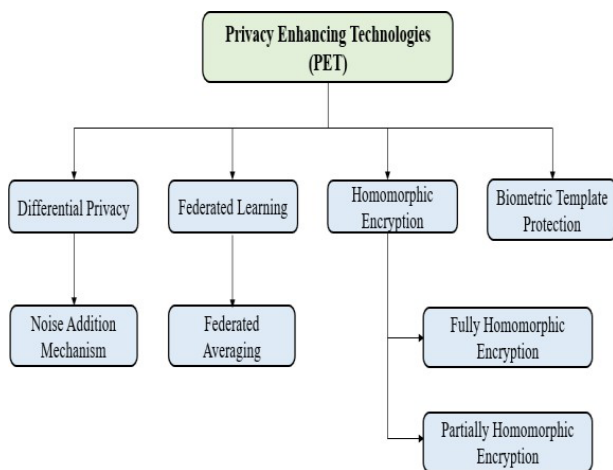 Privacy Enhancing Technologies
(PET)
Differential Privacy
Federated Learning
Homomorphic
Encryption
Biometric Template
Protection
Noise Addition
Mechanism
Federated
Averaging
Fully Homomorphic
Encryption
Partially Homomorphic
Encryption